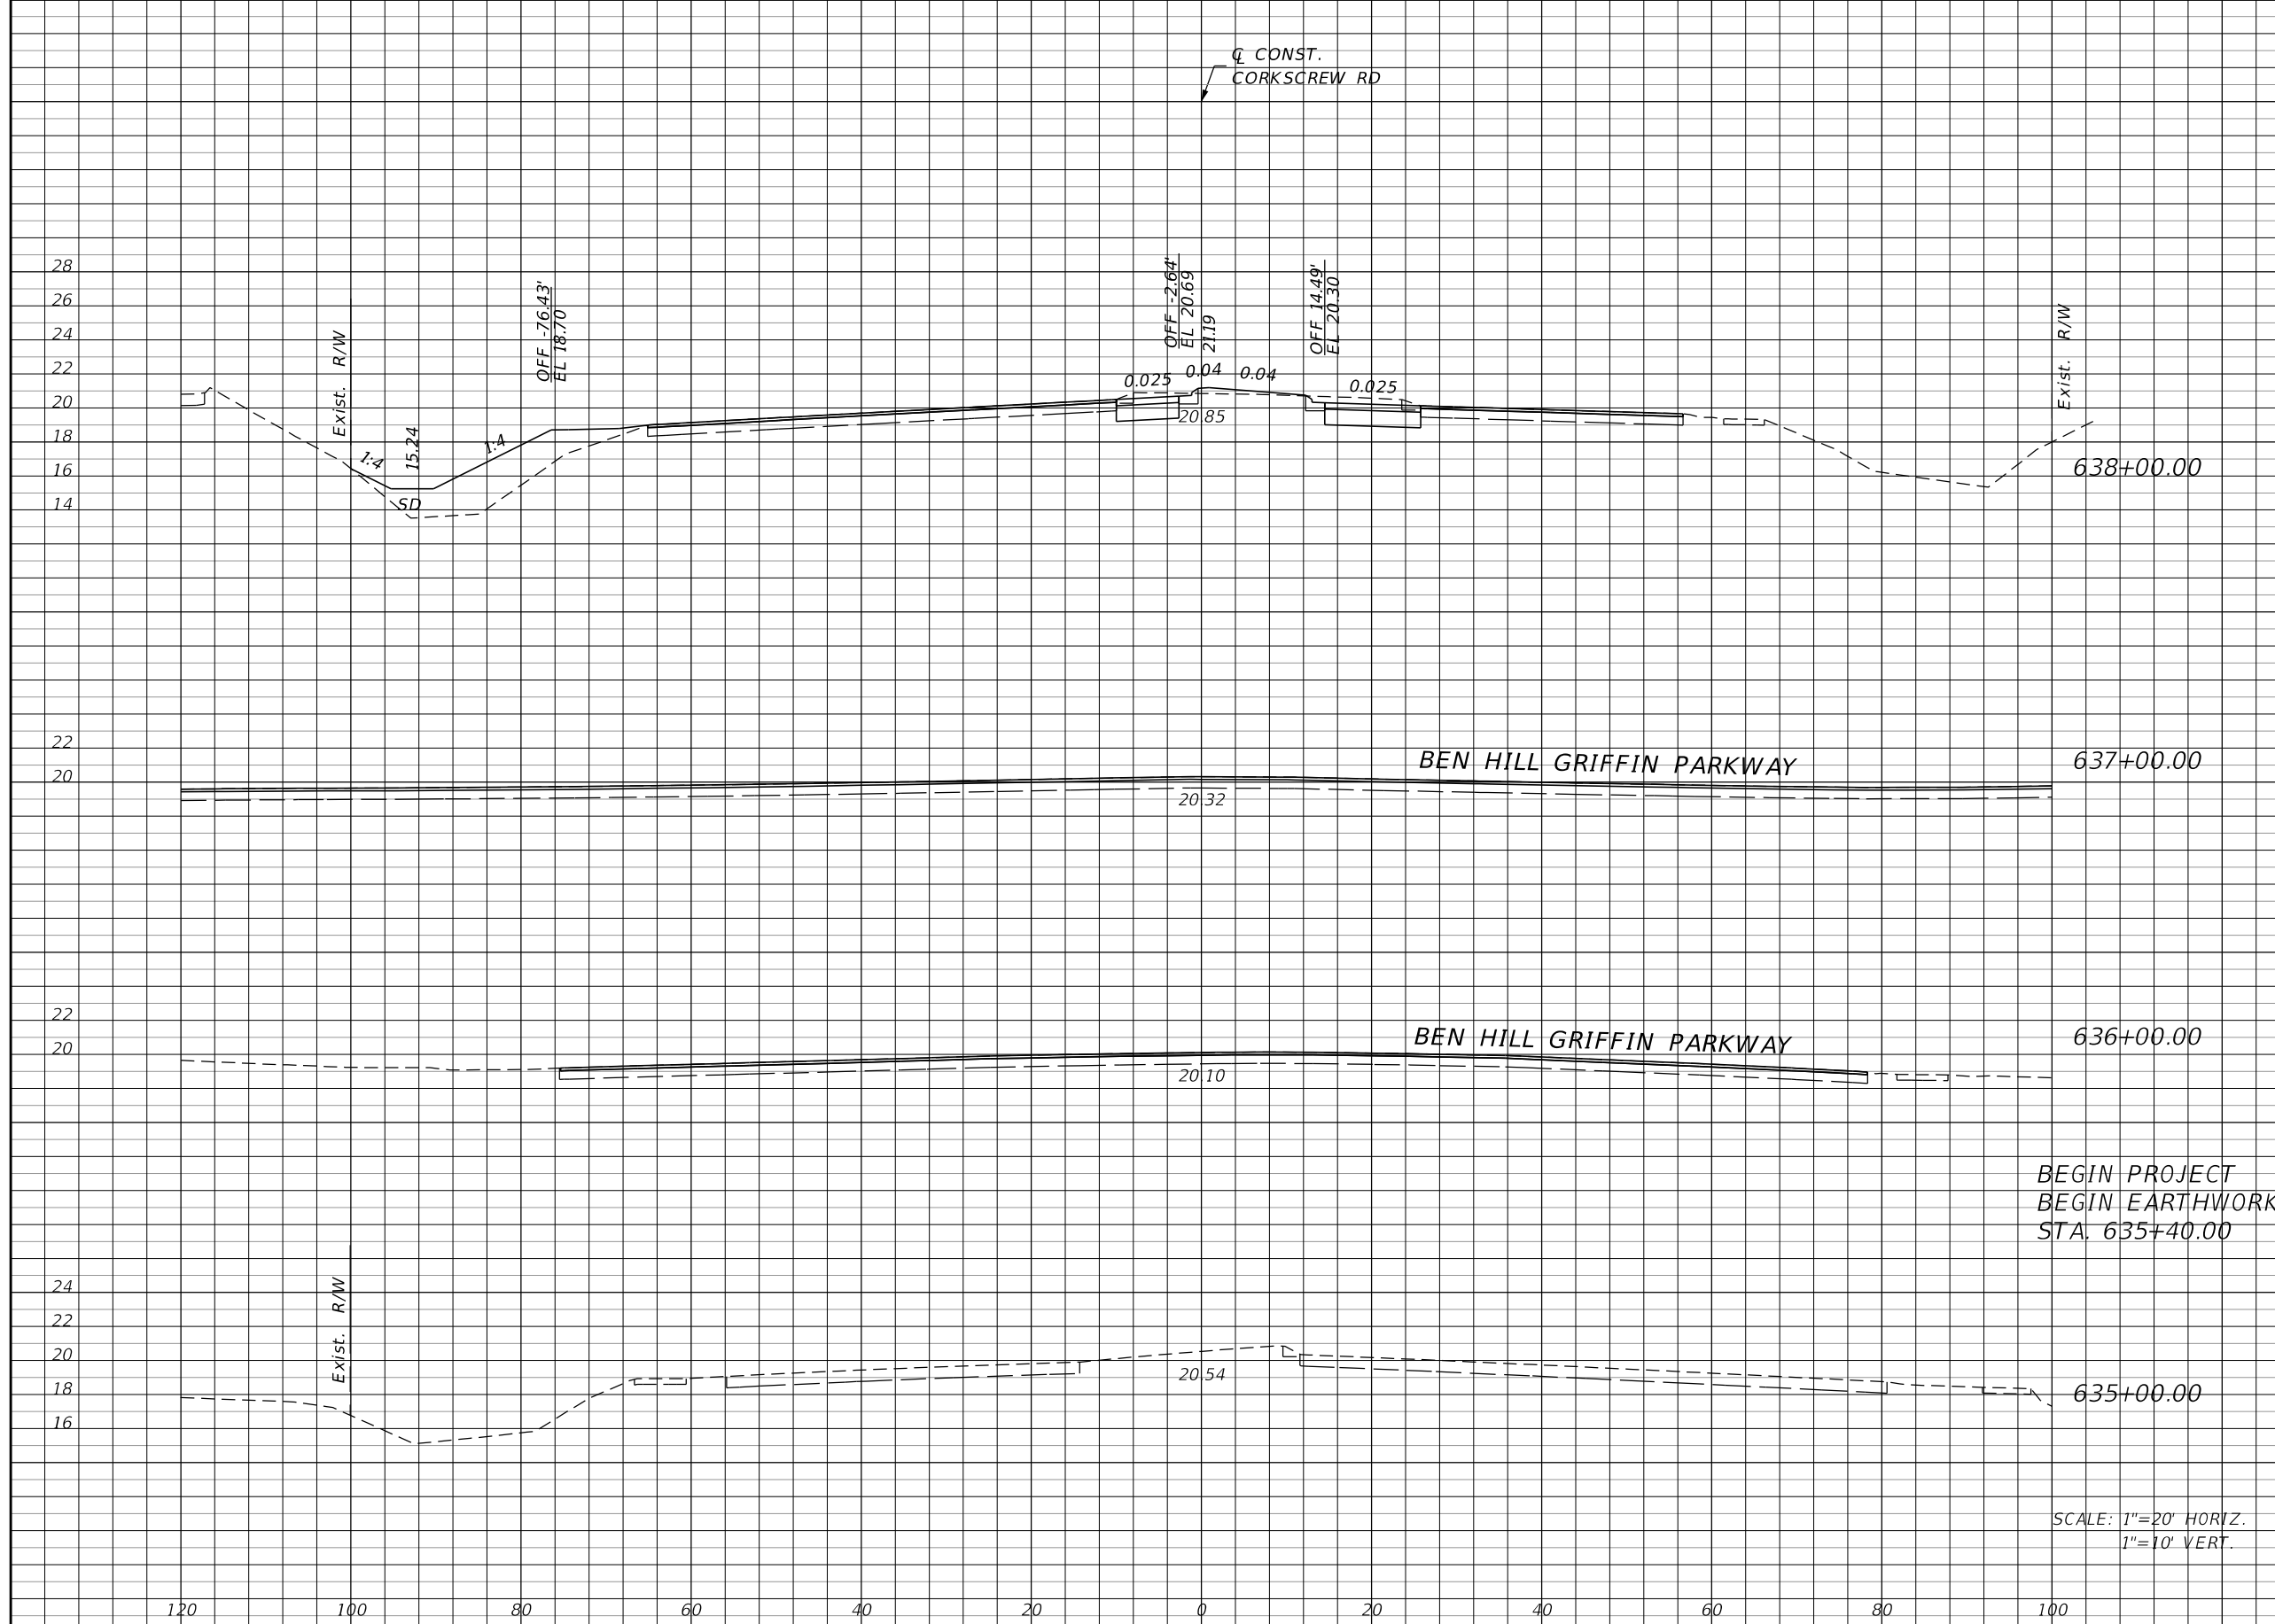 ℄ CONST.
CORKSCREW RD
28
26
24
22
20
18
16
14
Exist. R/W
1:4
15.24
SD
1:4
OFF -76.43'
EL 18.70
0.025
OFF -2.64'
EL 20.69
21.19
0.04
0.04
20.85
OFF 14.49'
EL 20.30
0.025
Exist. R/W
638+00.00
22
20
BEN HILL GRIFFIN PARKWAY
637+00.00
20.32
22
20
BEN HILL GRIFFIN PARKWAY
636+00.00
20.10
BEGIN PROJECT
BEGIN EARTHWORK
STA. 635+40.00
24
22
20
18
16
Exist. R/W
20.54
635+00.00
SCALE: 1"=20' HORIZ.
1"=10' VERT.
120 100 80 60 40 20 0 20 40 60 80 100